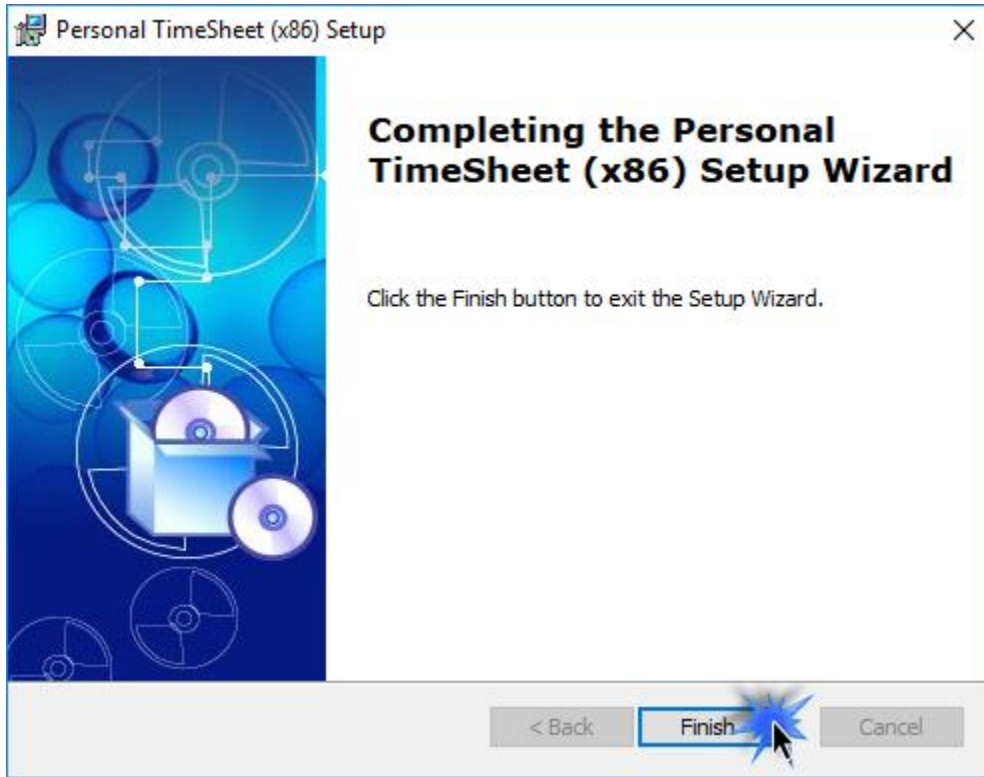 Personal TimeSheet (x86) Setup
Completing the Personal
TimeSheet (x86) Setup Wizard
Click the Finish button to exit the Setup Wizard.
< Back Finish Cancel